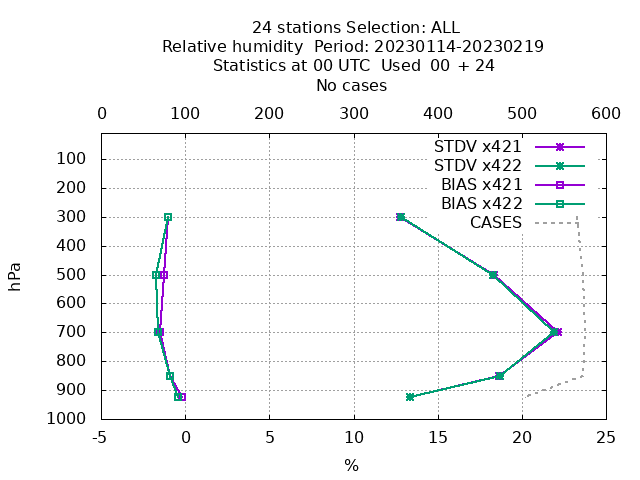 24 stations Selection: ALL
Relative humidity  Period: 20230114-20230219
Statistics at 00 UTC  Used  00 + 24
No cases
0 100 200 300 400 500 600
STDV x421
STDV x422
BIAS x421
BIAS x422
CASES
100
200
300
400
500
600
700
800
900
1000
hPa
-5 0 5 10 15 20 25
%